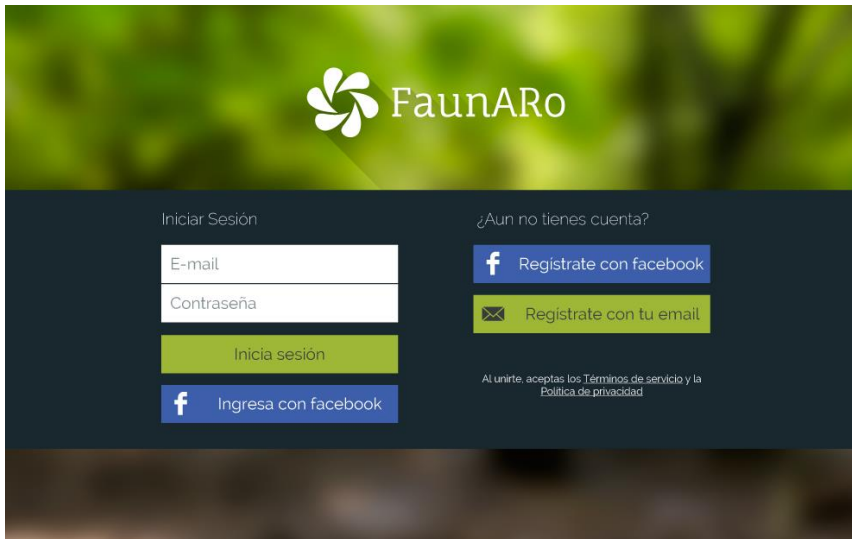 FaunARo
Iniciar Sesión
E-mail
Contraseña
Inicia sesión
Ingresa con facebook
¿Aun no tienes cuenta?
Regístrate con facebook
Regístrate con tu email
Al unirte, aceptas los Términos de servicio y la
Política de privacidad